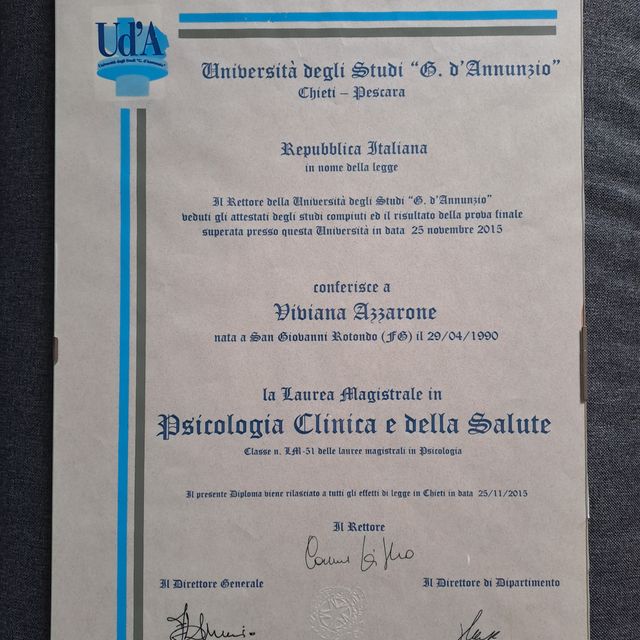 Ud'A
Università degli Studi "G. d'Annunzio"
Università degli Studi "G. d'Annunzio"
Chieti – Pescara
Repubblica Italiana
in nome della legge
Il Rettore della Università degli Studi "G. d'Annunzio"
veduti gli attestati degli studi compiuti ed il risultato della prova finale
superata presso questa Università in data 25 novembre 2015
conferisce a
Viviana Azzarone
nata a San Giovanni Rotondo (FG) il 29/04/1990
la Laurea Magistrale in
Psicologia Clinica e della Salute
Classe n. LM-51 delle lauree magistrali in Psicologia
Il presente Diploma viene rilasciato a tutti gli effetti di legge in Chieti in data 25/11/2015
Il Rettore
Il Direttore Generale
Il Direttore di Dipartimento